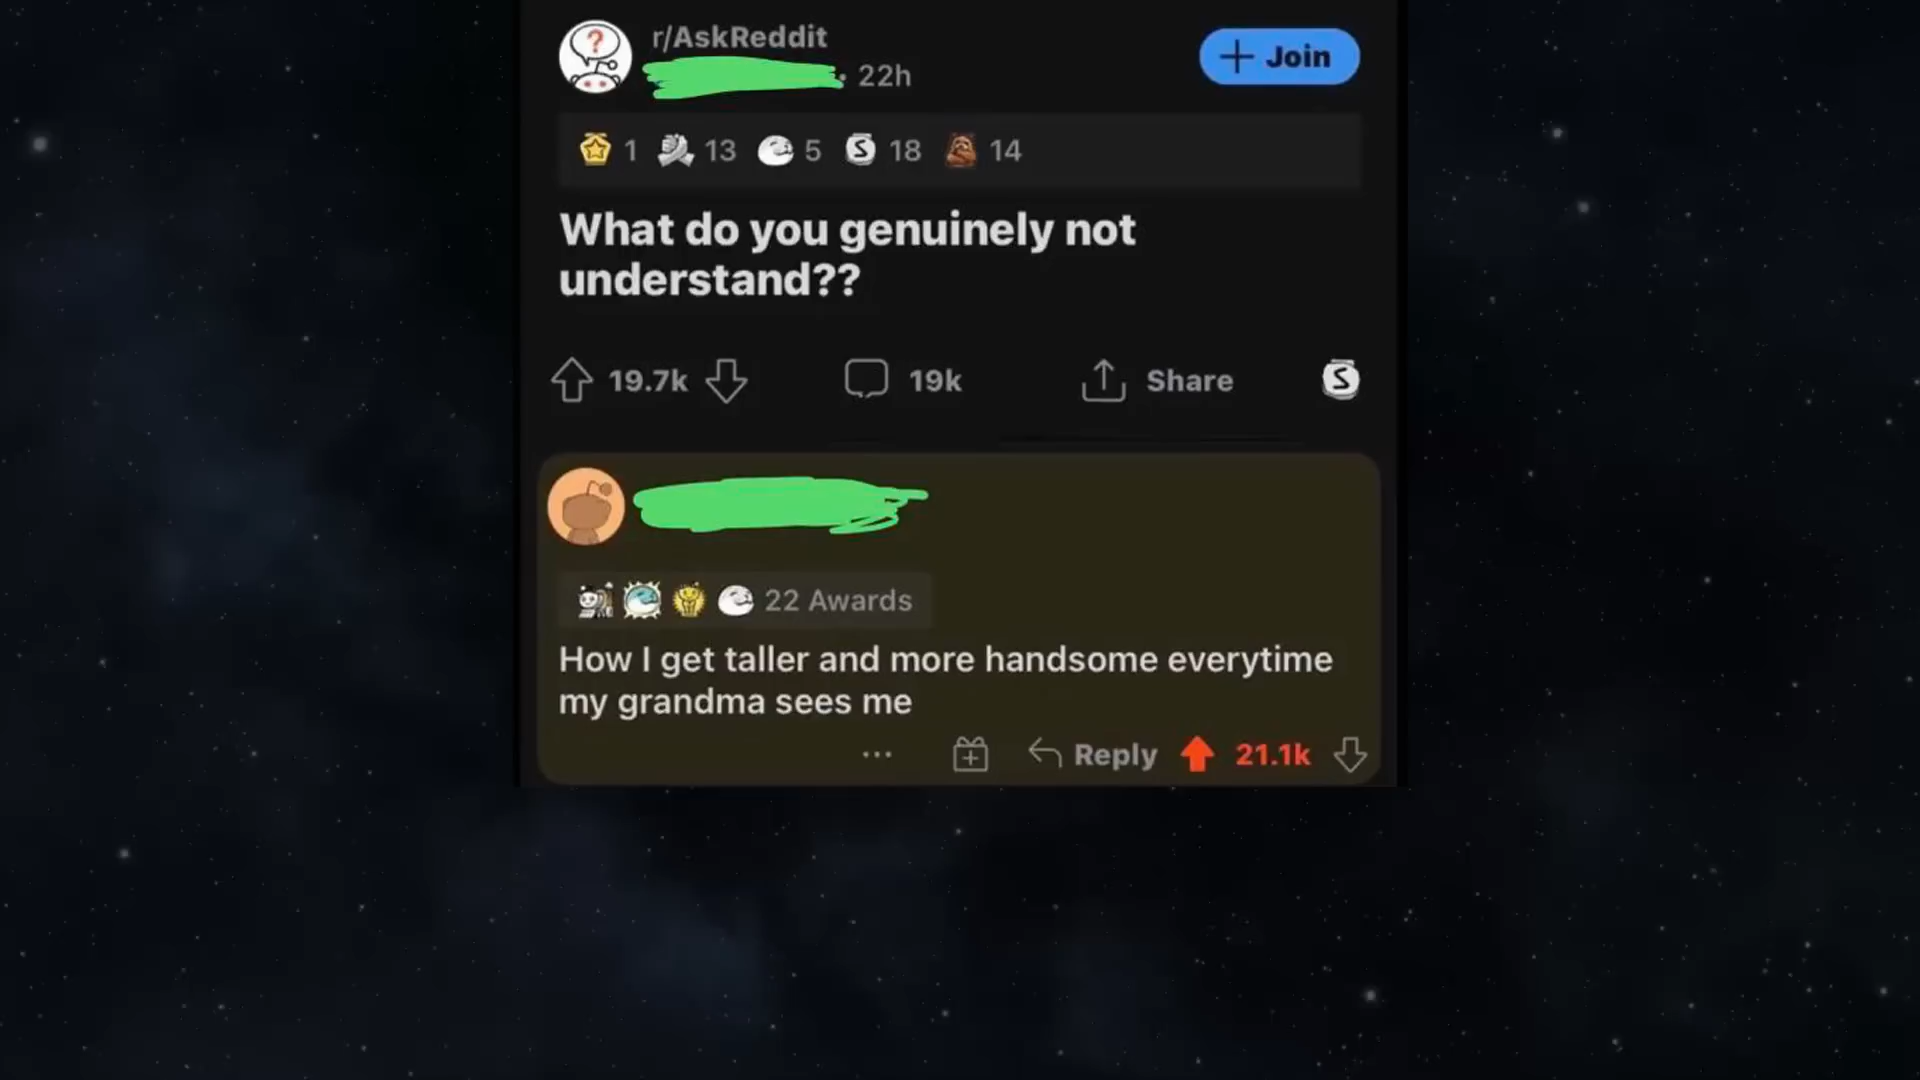 r/AskReddit
· 22h
+ Join
1 13 5 S 18 14
What do you genuinely not
understand??
19.7k 19k Share S
22 Awards
How I get taller and more handsome everytime
my grandma sees me
... Reply 21.1k